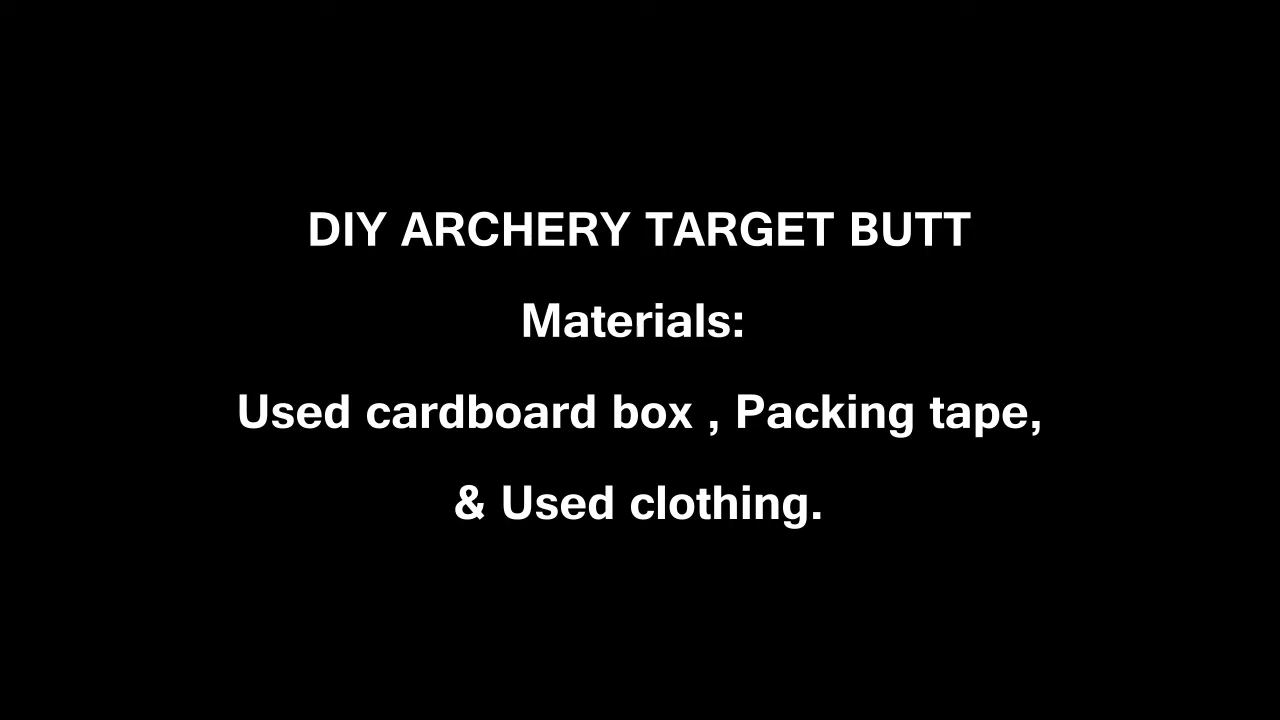 DIY ARCHERY TARGET BUTT
Materials:
Used cardboard box , Packing tape,
& Used clothing.